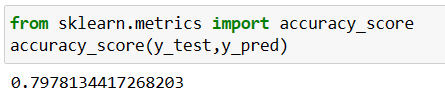 from sklearn.metrics import accuracy_score
accuracy_score(y_test,y_pred)
0.7978134417268203